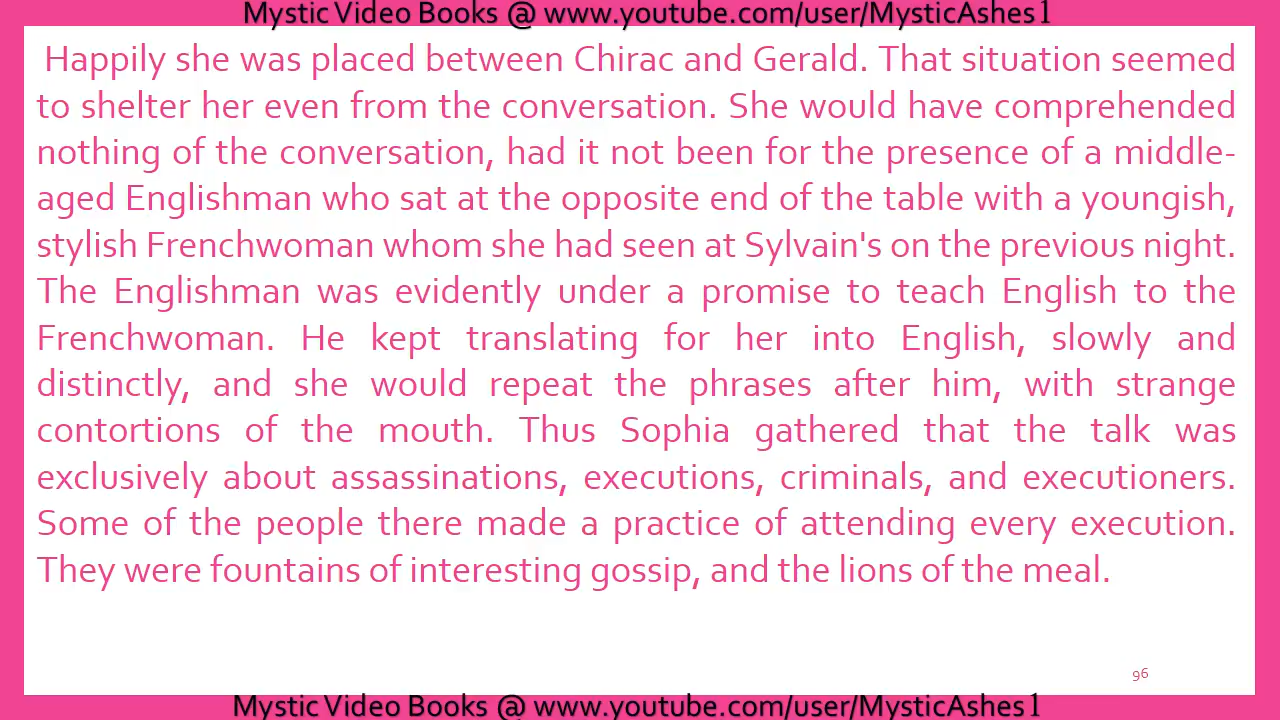 Mystic Video Books @ www.youtube.com/user/MysticAshes1
Happily she was placed between Chirac and Gerald. That situation seemed
to shelter her even from the conversation. She would have comprehended
nothing of the conversation, had it not been for the presence of a middle-
aged Englishman who sat at the opposite end of the table with a youngish,
stylish Frenchwoman whom she had seen at Sylvain's on the previous night.
The Englishman was evidently under a promise to teach English to the
Frenchwoman. He kept translating for her into English, slowly and
distinctly, and she would repeat the phrases after him, with strange
contortions of the mouth. Thus Sophia gathered that the talk was
exclusively about assassinations, executions, criminals, and executioners.
Some of the people there made a practice of attending every execution.
They were fountains of interesting gossip, and the lions of the meal.
96
Mystic Video Books @ www.youtube.com/user/MysticAshes1